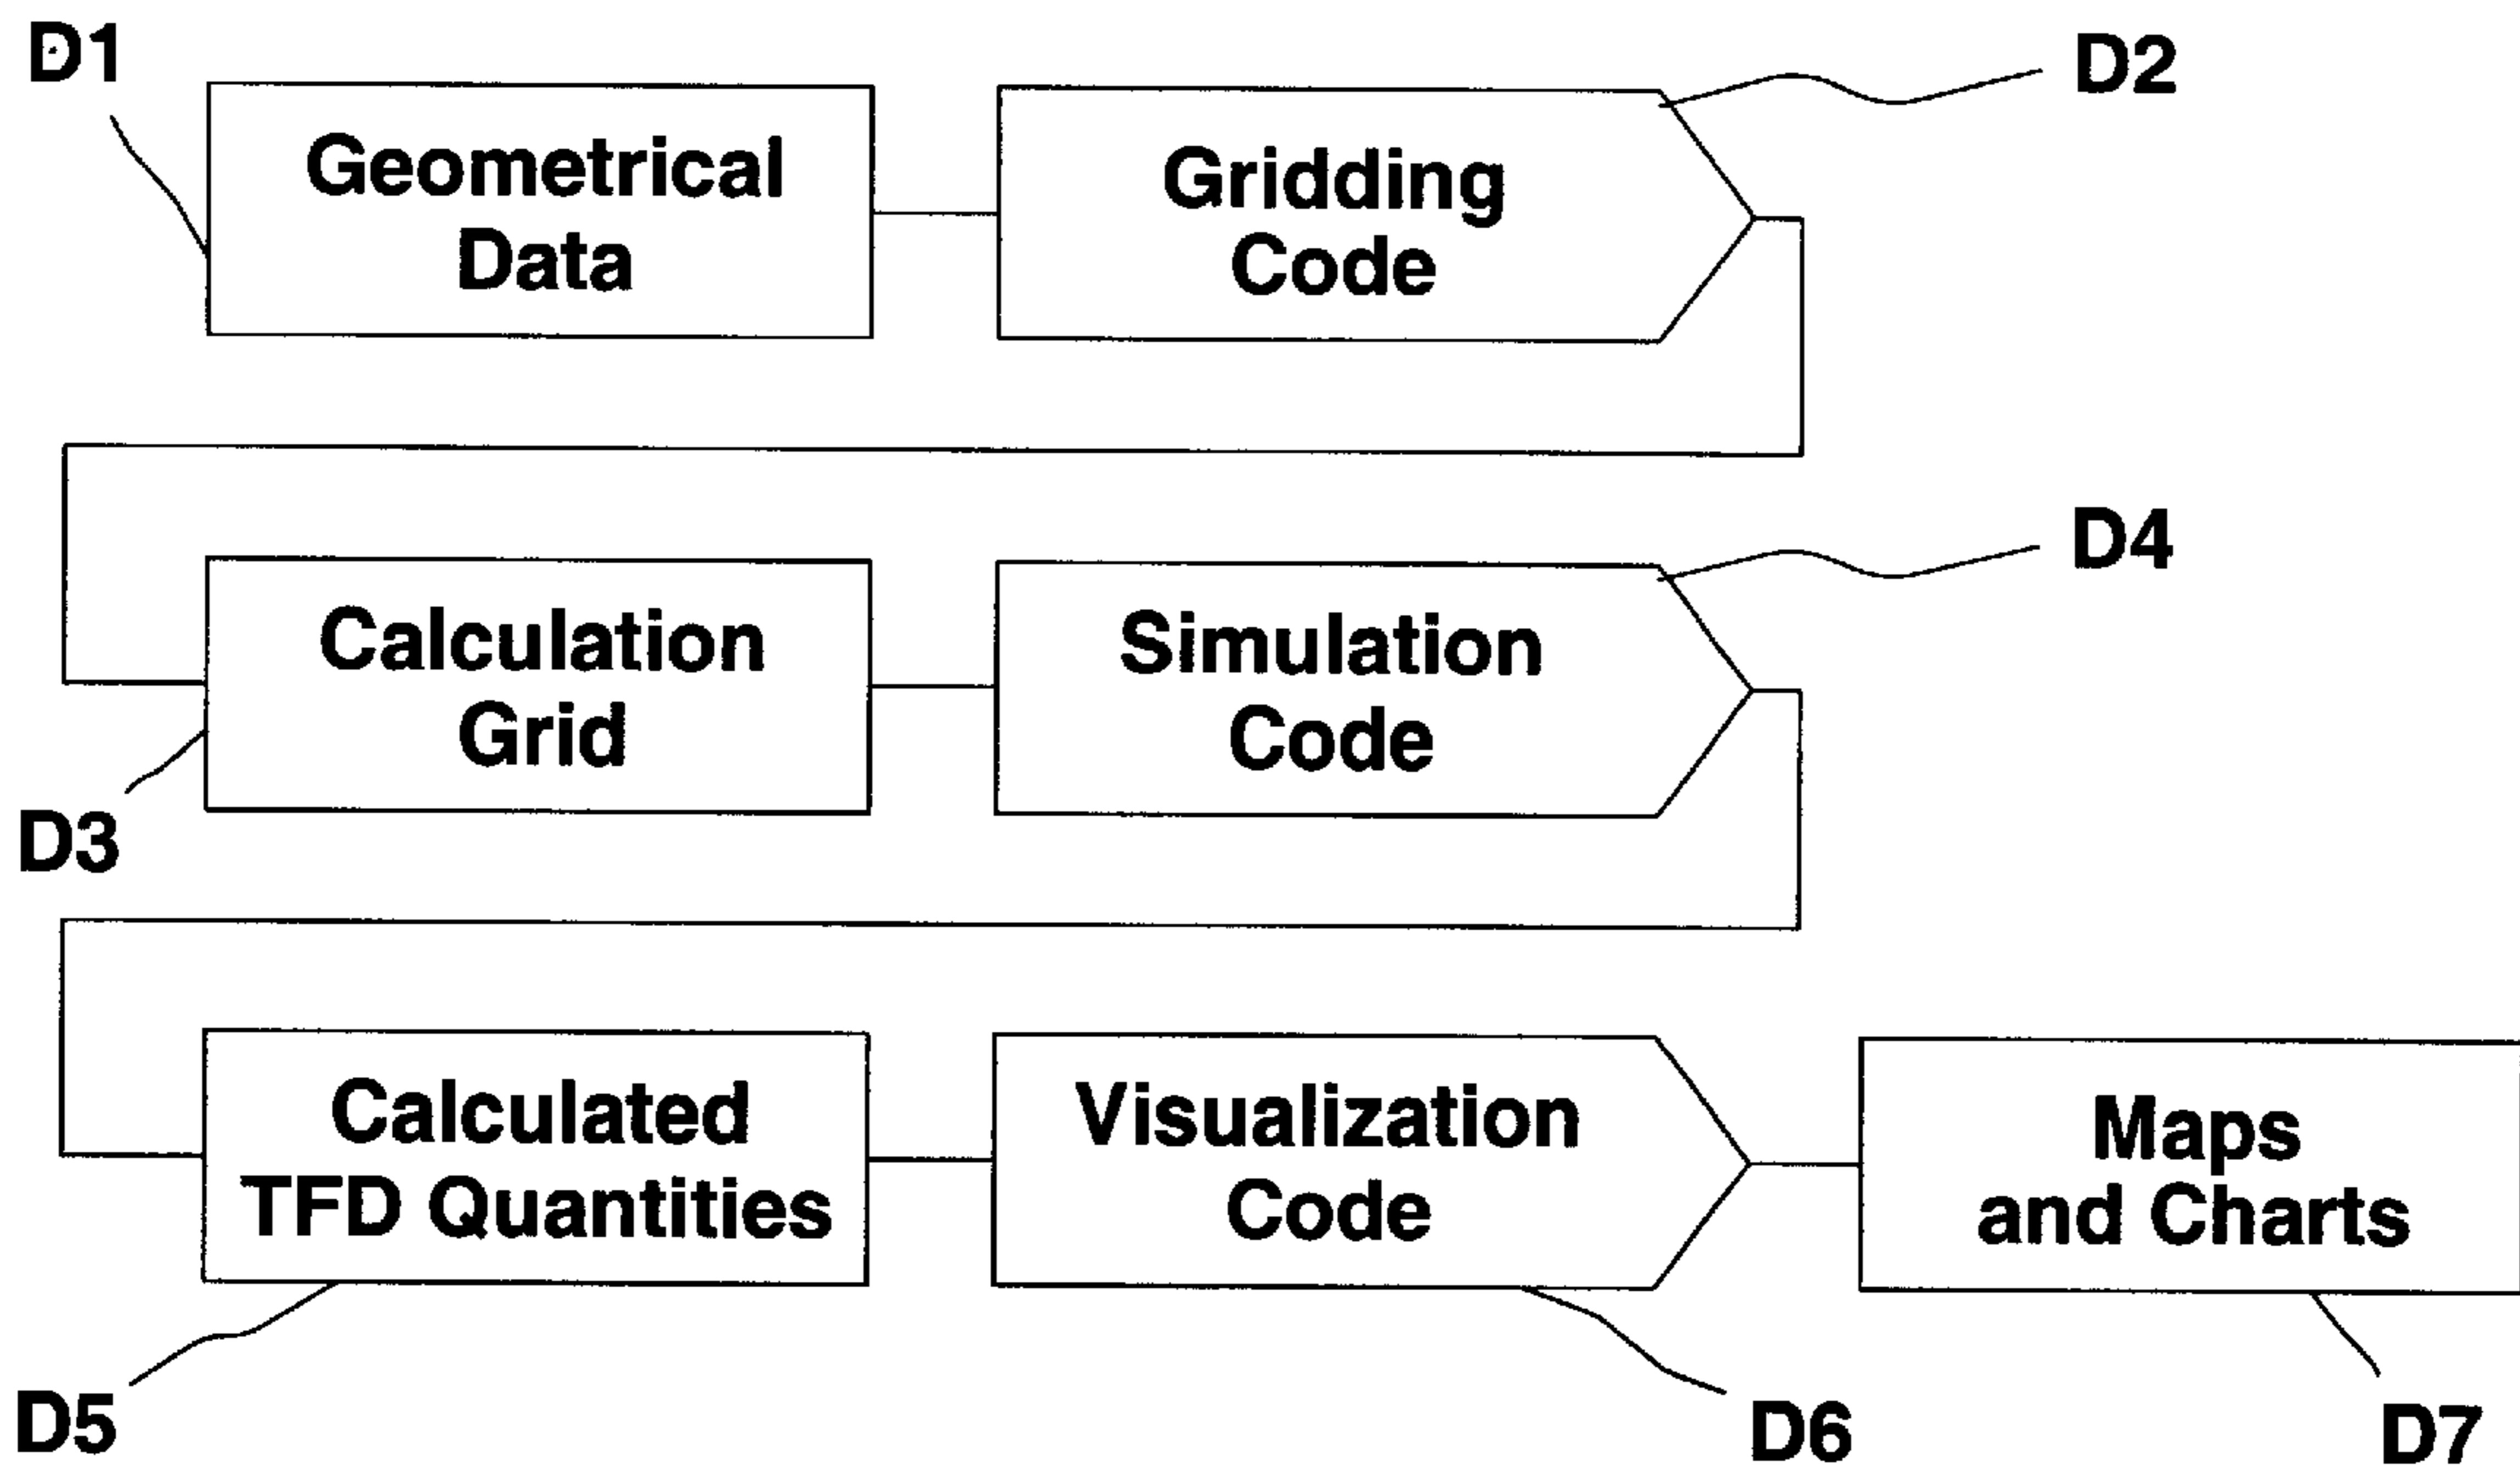 D1
D2
Geometrical
Data
Gridding
Code
D4
Calculation
Grid
Simulation
Code
D3
Calculated
TFD Quantities
Visualization
Code
Maps
and Charts
D5
D6
D7